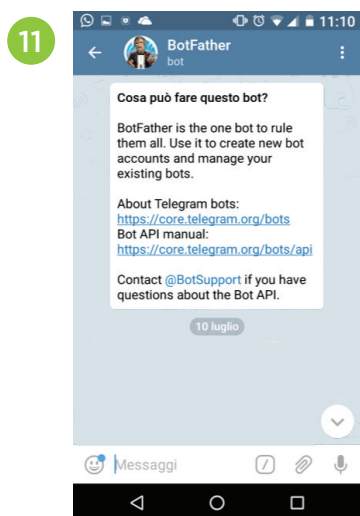 11
11:10
BotFather
bot
Cosa può fare questo bot?
BotFather is the one bot to rule
them all. Use it to create new bot
accounts and manage your
existing bots.
About Telegram bots:
https://core.telegram.org/bots
Bot API manual:
https://core.telegram.org/bots/api
Contact @BotSupport if you have
questions about the Bot API.
10 luglio
Messaggi